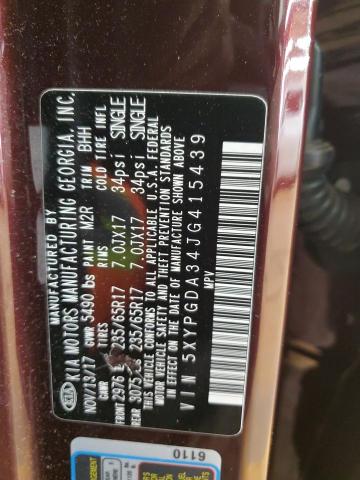 MANUFACTURED BY
KIA MOTORS MANUFACTURING GEORGIA, INC.
NOV/13/17 GVWR 5490 lbs PAINT M2R TRIM BHH
TIRES RIMS COLD TIRE INFL
FRONT 2976 235/65R17 7.0JX17 34psi SINGLE
REAR 3075 235/65R17 7.0JX17 34psi SINGLE
THIS VEHICLE CONFORMS TO ALL APPLICABLE U.S.A. FEDERAL
MOTOR VEHICLE SAFETY AND THEFT PREVENTION STANDARDS
IN EFFECT ON THE DATE OF MANUFACTURE SHOWN ABOVE
VIN 5XYPGDA34JG415439
MPV
6110
KIA